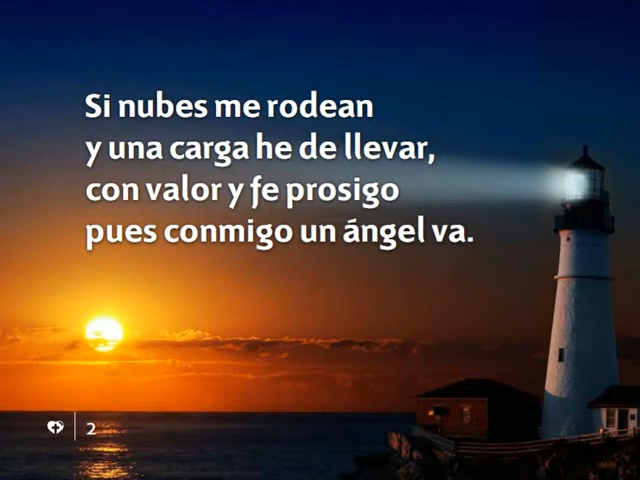 Si nubes me rodean
y una carga he de llevar,
con valor y fe prosigo
pues conmigo un ángel va.
2